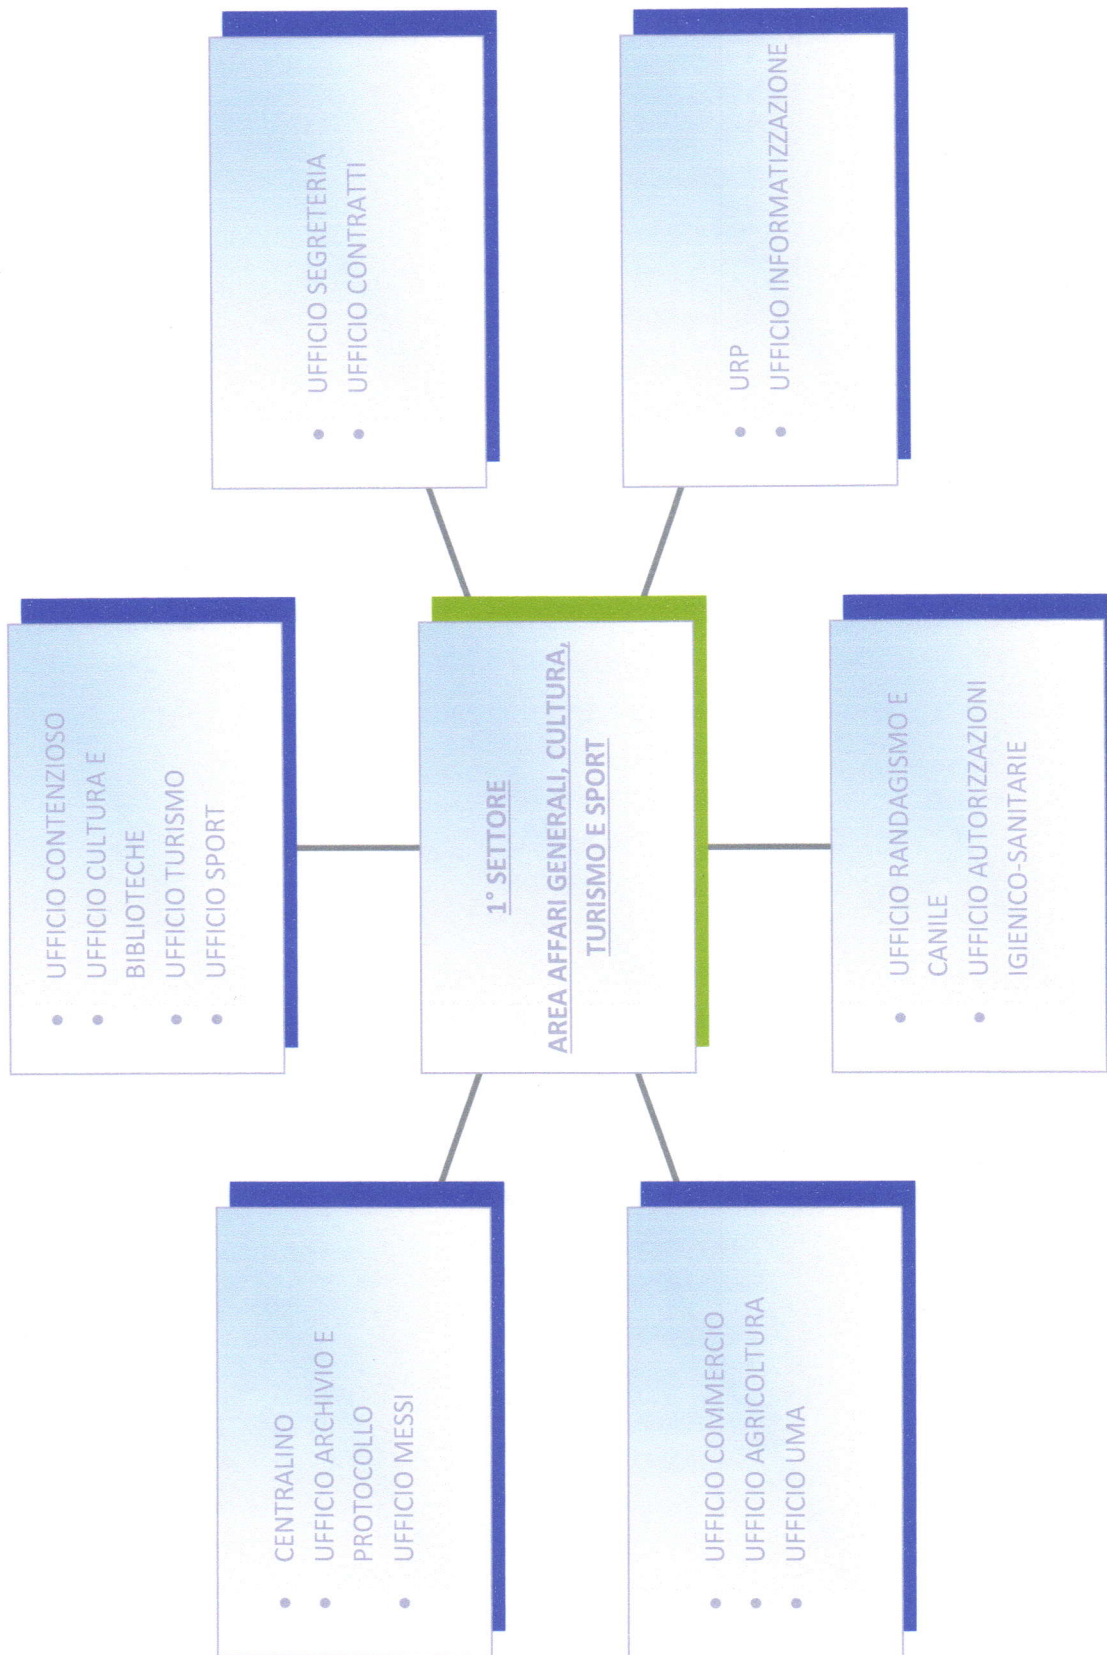 UFFICIO CONTENZIOSO
UFFICIO CULTURA E
BIBLIOTECHE
UFFICIO TURISMO
UFFICIO SPORT
CENTRALINO
UFFICIO ARCHIVIO E
PROTOCOLLO
UFFICIO MESSI
UFFICIO SEGRETERIA
UFFICIO CONTRATTI
1° SETTORE
AREA AFFARI GENERALI, CULTURA,
TURISMO E SPORT
UFFICIO COMMERCIO
UFFICIO AGRICOLTURA
UFFICIO UMA
URP
UFFICIO INFORMATIZZAZIONE
UFFICIO RANDAGISMO E
CANILE
UFFICIO AUTORIZZAZIONI
IGIENICO-SANITARIE